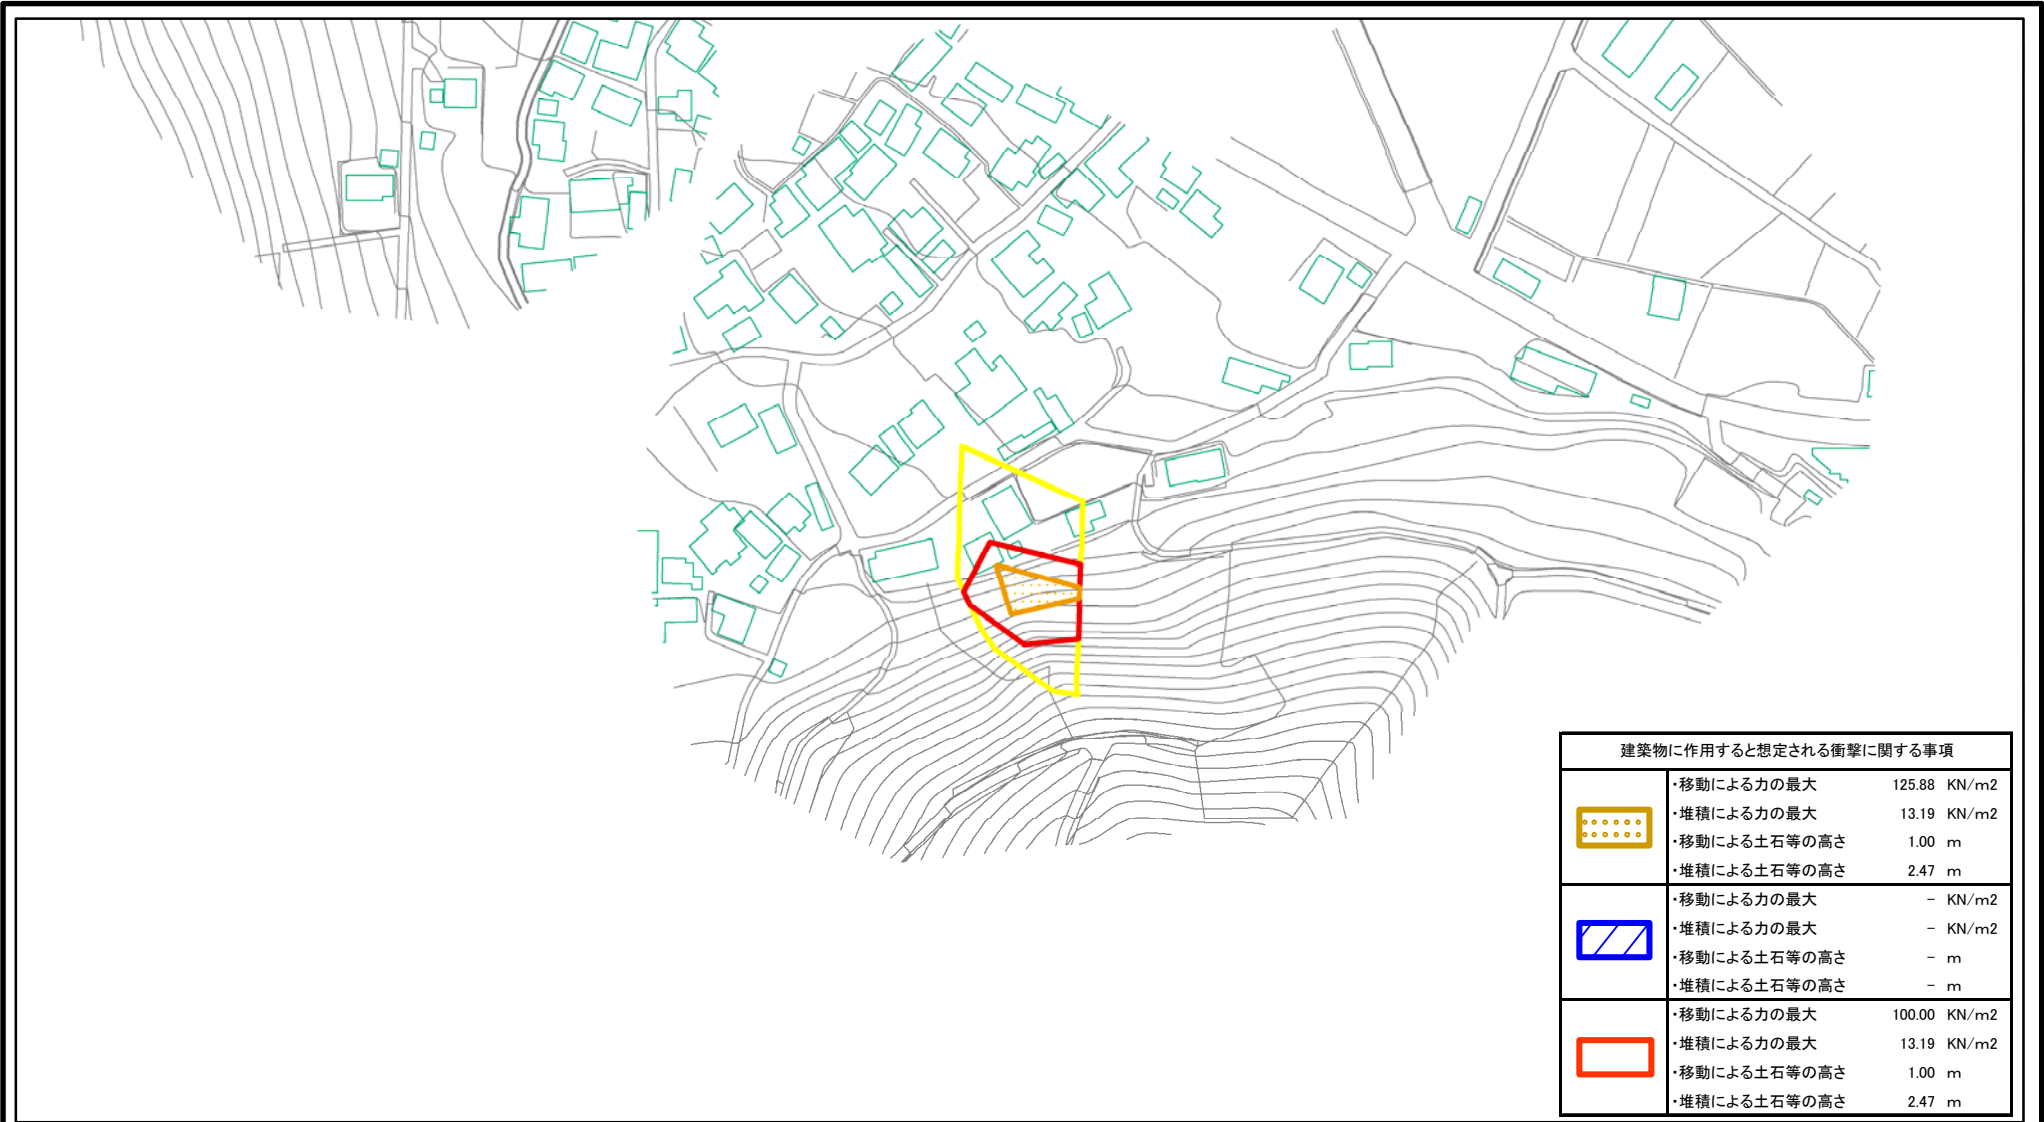 建築物に作用すると想定される衝撃に関する事項
・移動による力の最大 125.88 KN/m2
・堆積による力の最大 13.19 KN/m2
・移動による土石等の高さ 1.00 m
・堆積による土石等の高さ 2.47 m
・移動による力の最大 - KN/m2
・堆積による力の最大 - KN/m2
・移動による土石等の高さ - m
・堆積による土石等の高さ - m
・移動による力の最大 100.00 KN/m2
・堆積による力の最大 13.19 KN/m2
・移動による土石等の高さ 1.00 m
・堆積による土石等の高さ 2.47 m